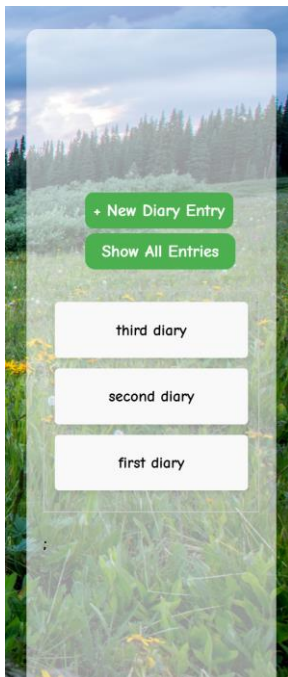 + New Diary Entry
Show All Entries
third diary
second diary
first diary
;